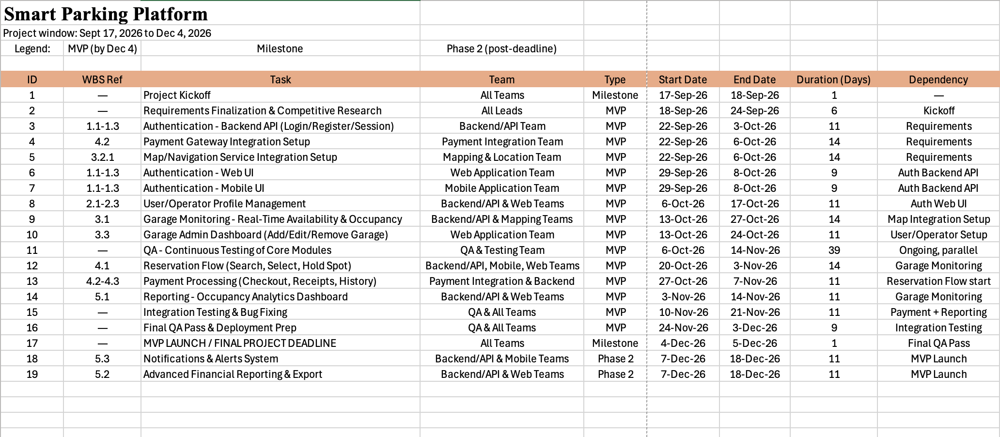 Smart Parking Platform
Project window: Sept 17, 2026 to Dec 4, 2026
Legend: MVP (by Dec 4) Milestone Phase 2 (post-deadline)
ID WBS Ref Task Team Type Start Date End Date Duration (Days) Dependency
1 — Project Kickoff All Teams Milestone 17-Sep-26 18-Sep-26 1 —
2 — Requirements Finalization & Competitive Research All Leads MVP 18-Sep-26 24-Sep-26 6 Kickoff
3 1.1-1.3 Authentication - Backend API (Login/Register/Session) Backend/API Team MVP 22-Sep-26 3-Oct-26 11 Requirements
4 4.2 Payment Gateway Integration Setup Payment Integration Team MVP 22-Sep-26 6-Oct-26 14 Requirements
5 3.2.1 Map/Navigation Service Integration Setup Mapping & Location Team MVP 22-Sep-26 6-Oct-26 14 Requirements
6 1.1-1.3 Authentication - Web UI Web Application Team MVP 29-Sep-26 8-Oct-26 9 Auth Backend API
7 1.1-1.3 Authentication - Mobile UI Mobile Application Team MVP 29-Sep-26 8-Oct-26 9 Auth Backend API
8 2.1-2.3 User/Operator Profile Management Backend/API & Web Teams MVP 6-Oct-26 17-Oct-26 11 Auth Web UI
9 3.1 Garage Monitoring - Real-Time Availability & Occupancy Backend/API & Mapping Teams MVP 13-Oct-26 27-Oct-26 14 Map Integration Setup
10 3.3 Garage Admin Dashboard (Add/Edit/Remove Garage) Web Application Team MVP 13-Oct-26 24-Oct-26 11 User/Operator Setup
11 — QA - Continuous Testing of Core Modules QA & Testing Team MVP 6-Oct-26 14-Nov-26 39 Ongoing, parallel
12 4.1 Reservation Flow (Search, Select, Hold Spot) Backend/API, Mobile, Web Teams MVP 20-Oct-26 3-Nov-26 14 Garage Monitoring
13 4.2-4.3 Payment Processing (Checkout, Receipts, History) Payment Integration & Backend MVP 27-Oct-26 7-Nov-26 11 Reservation Flow start
14 5.1 Reporting - Occupancy Analytics Dashboard Backend/API & Web Teams MVP 3-Nov-26 14-Nov-26 11 Garage Monitoring
15 — Integration Testing & Bug Fixing QA & All Teams MVP 10-Nov-26 21-Nov-26 11 Payment + Reporting
16 — Final QA Pass & Deployment Prep QA & All Teams MVP 24-Nov-26 3-Dec-26 9 Integration Testing
17 — MVP LAUNCH / FINAL PROJECT DEADLINE All Teams Milestone 4-Dec-26 5-Dec-26 1 Final QA Pass
18 5.3 Notifications & Alerts System Backend/API & Mobile Teams Phase 2 7-Dec-26 18-Dec-26 11 MVP Launch
19 5.2 Advanced Financial Reporting & Export Backend/API & Web Teams Phase 2 7-Dec-26 18-Dec-26 11 MVP Launch